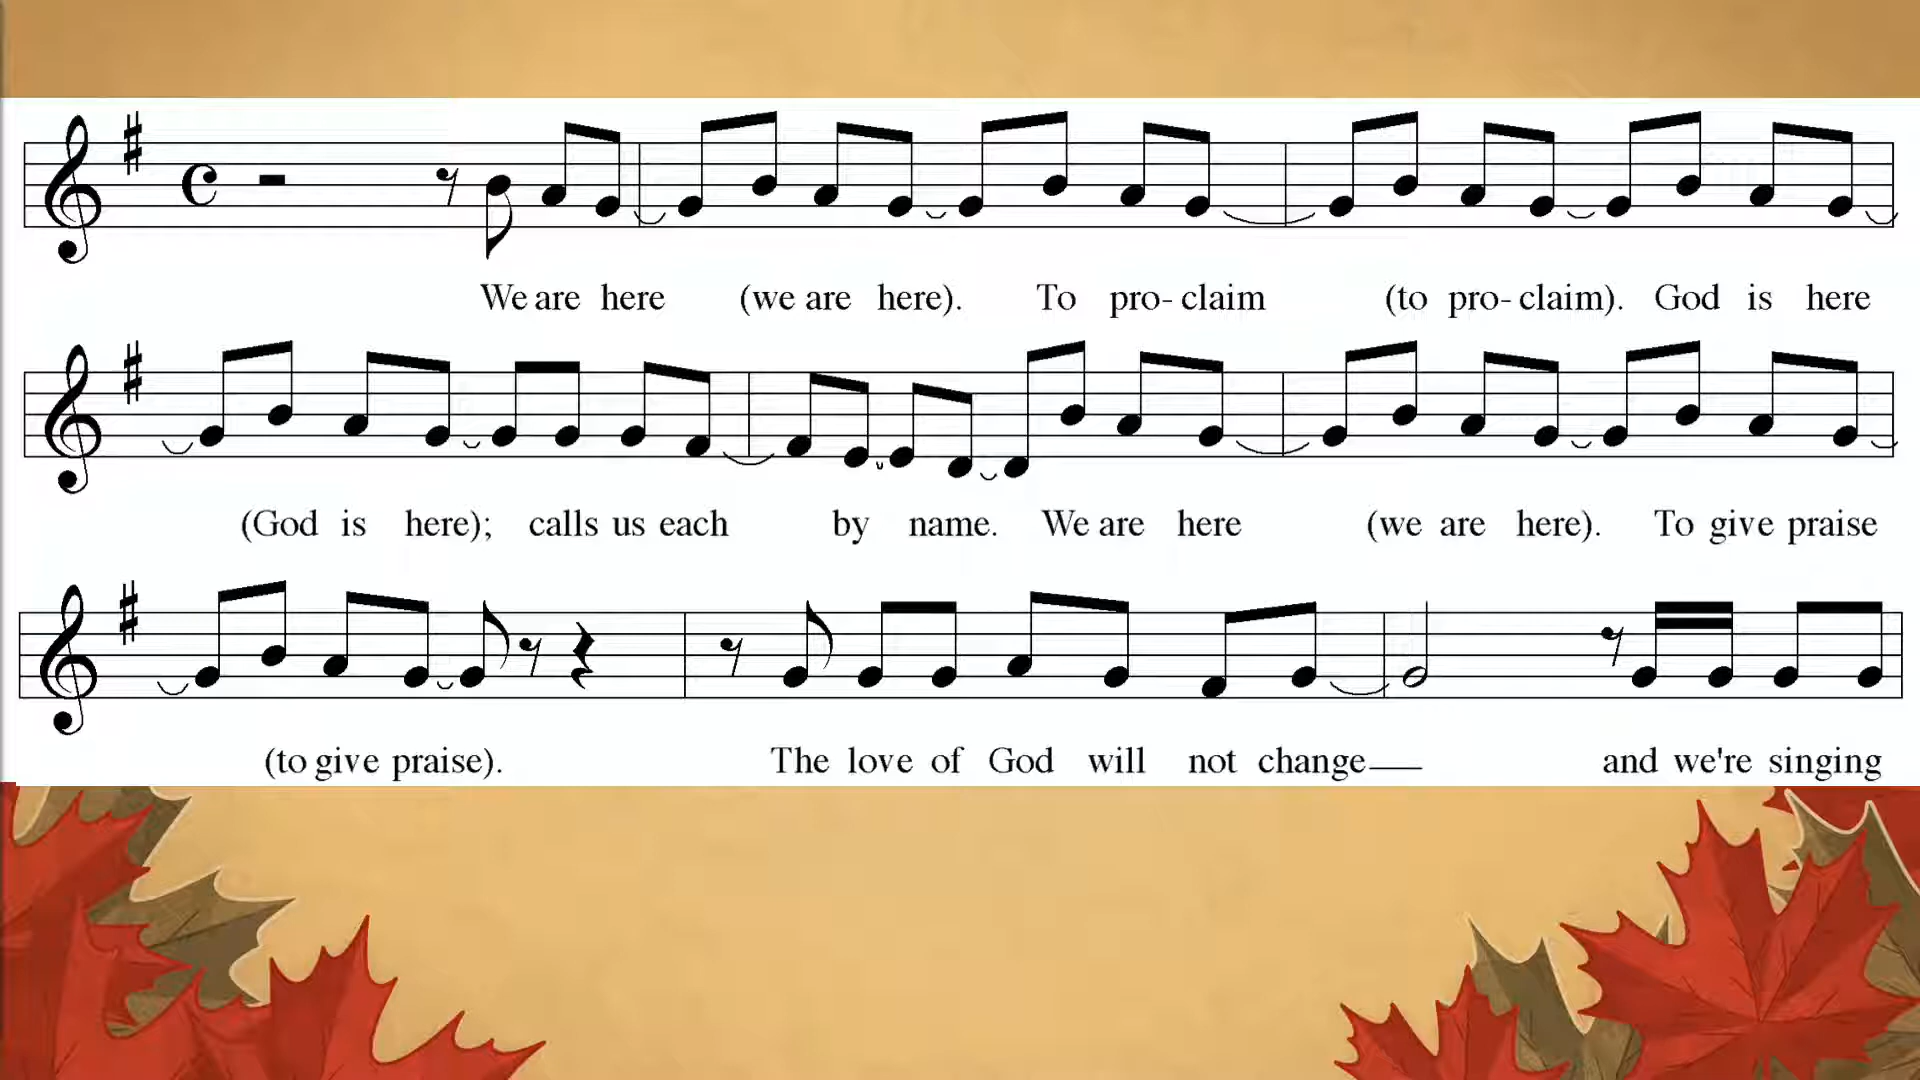 We are here (we are here). To pro- claim (to pro- claim). God is here
(God is here); calls us each by name. We are here (we are here). To give praise
(to give praise). The love of God will not change and we're singing